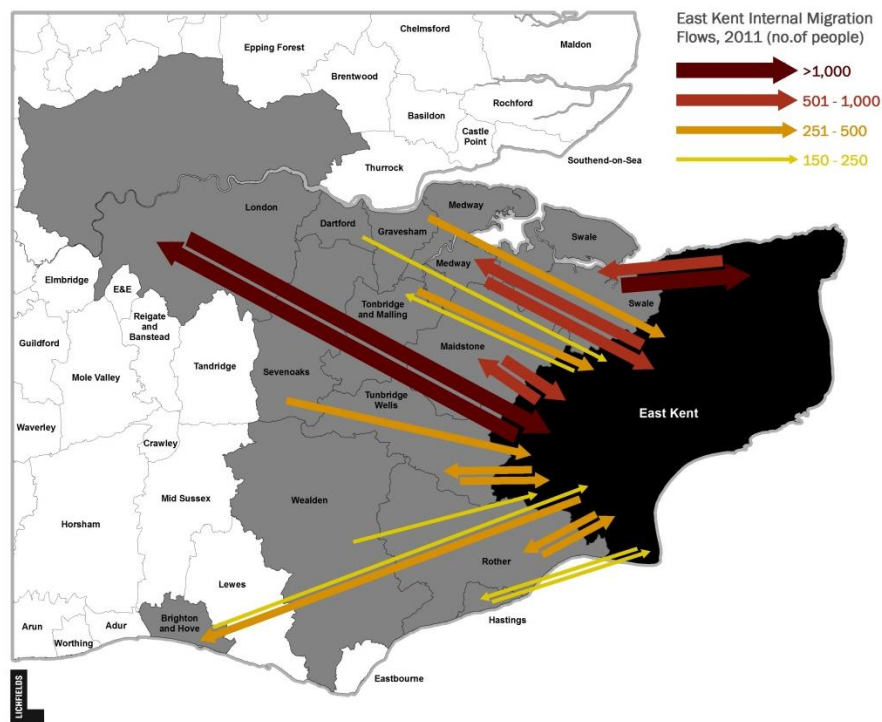 East Kent Internal Migration
Flows, 2011 (no.of people)
>1,000
501 - 1,000
251 - 500
150 - 250
Chelmsford
Maldon
Epping Forest
Brentwood
Rochford
Basildon
Castle
Point
Thurrock
Southend-on-Sea
London
Dartford
Gravesham
Medway
Swale
Medway
Elmbridge
E&E
Swale
Reigate
and
Banstead
Tonbridge
and Malling
Guildford
Maidstone
Tandridge
Mole Valley
Sevenoaks
Tunbridge
Wells
East Kent
Waverley
Crawley
Mid Sussex
Wealden
Horsham
Rother
Lewes
Hastings
Brighton
and Hove
Arun
Adur
Worthing
Eastbourne
LICHFIELDS